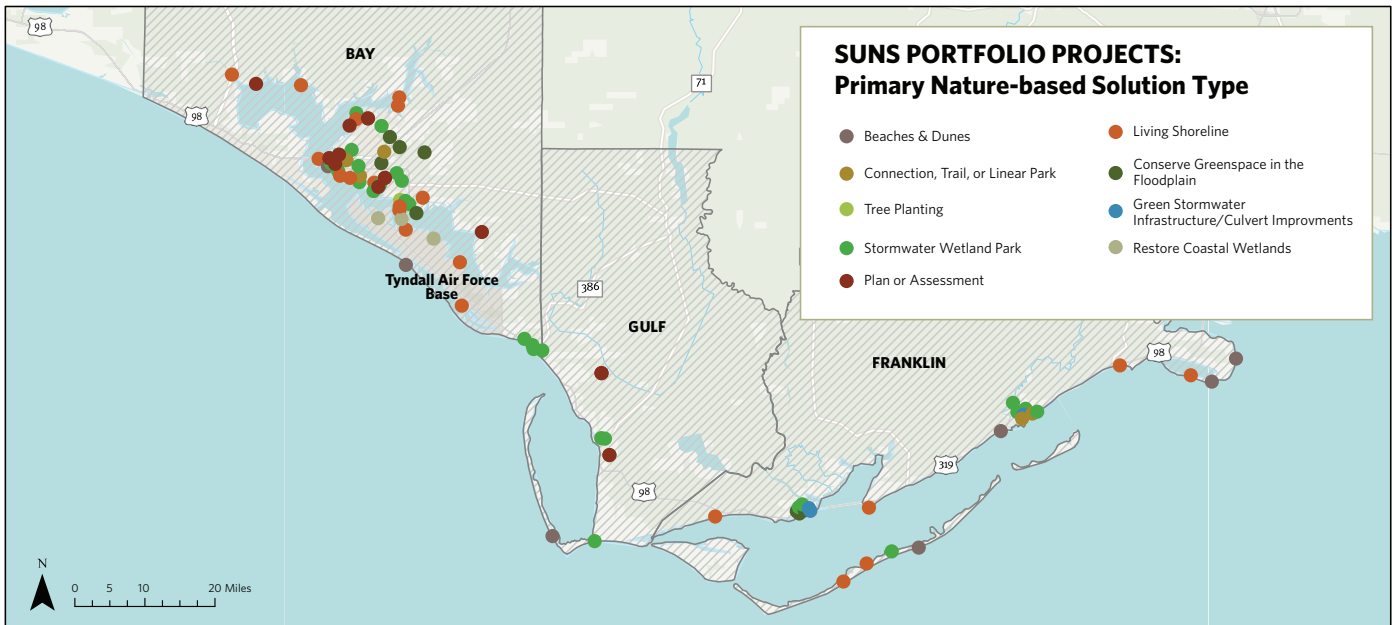 SUNS PORTFOLIO PROJECTS:
Primary Nature-based Solution Type
Beaches & Dunes
Connection, Trail, or Linear Park
Tree Planting
Stormwater Wetland Park
Plan or Assessment
Living Shoreline
Conserve Greenspace in the
Floodplain
Green Stormwater
Infrastructure/Culvert Improvments
Restore Coastal Wetlands
98
BAY
71
98
Tyndall Air Force
Base
386
GULF
FRANKLIN
98
319
98
N
0 5 10 20 Miles